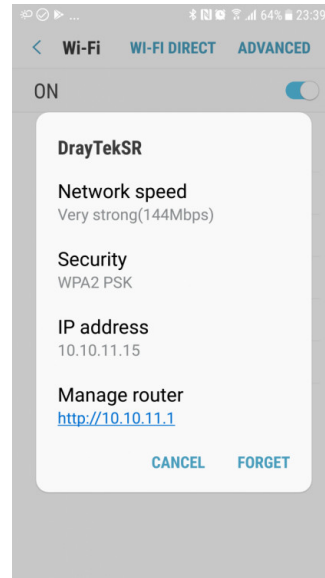 ... 64% 23:39
< Wi-Fi WI-FI DIRECT ADVANCED
ON
DrayTekSR
Network speed
Very strong(144Mbps)
Security
WPA2 PSK
IP address
10.10.11.15
Manage router
http://10.10.11.1
CANCEL FORGET